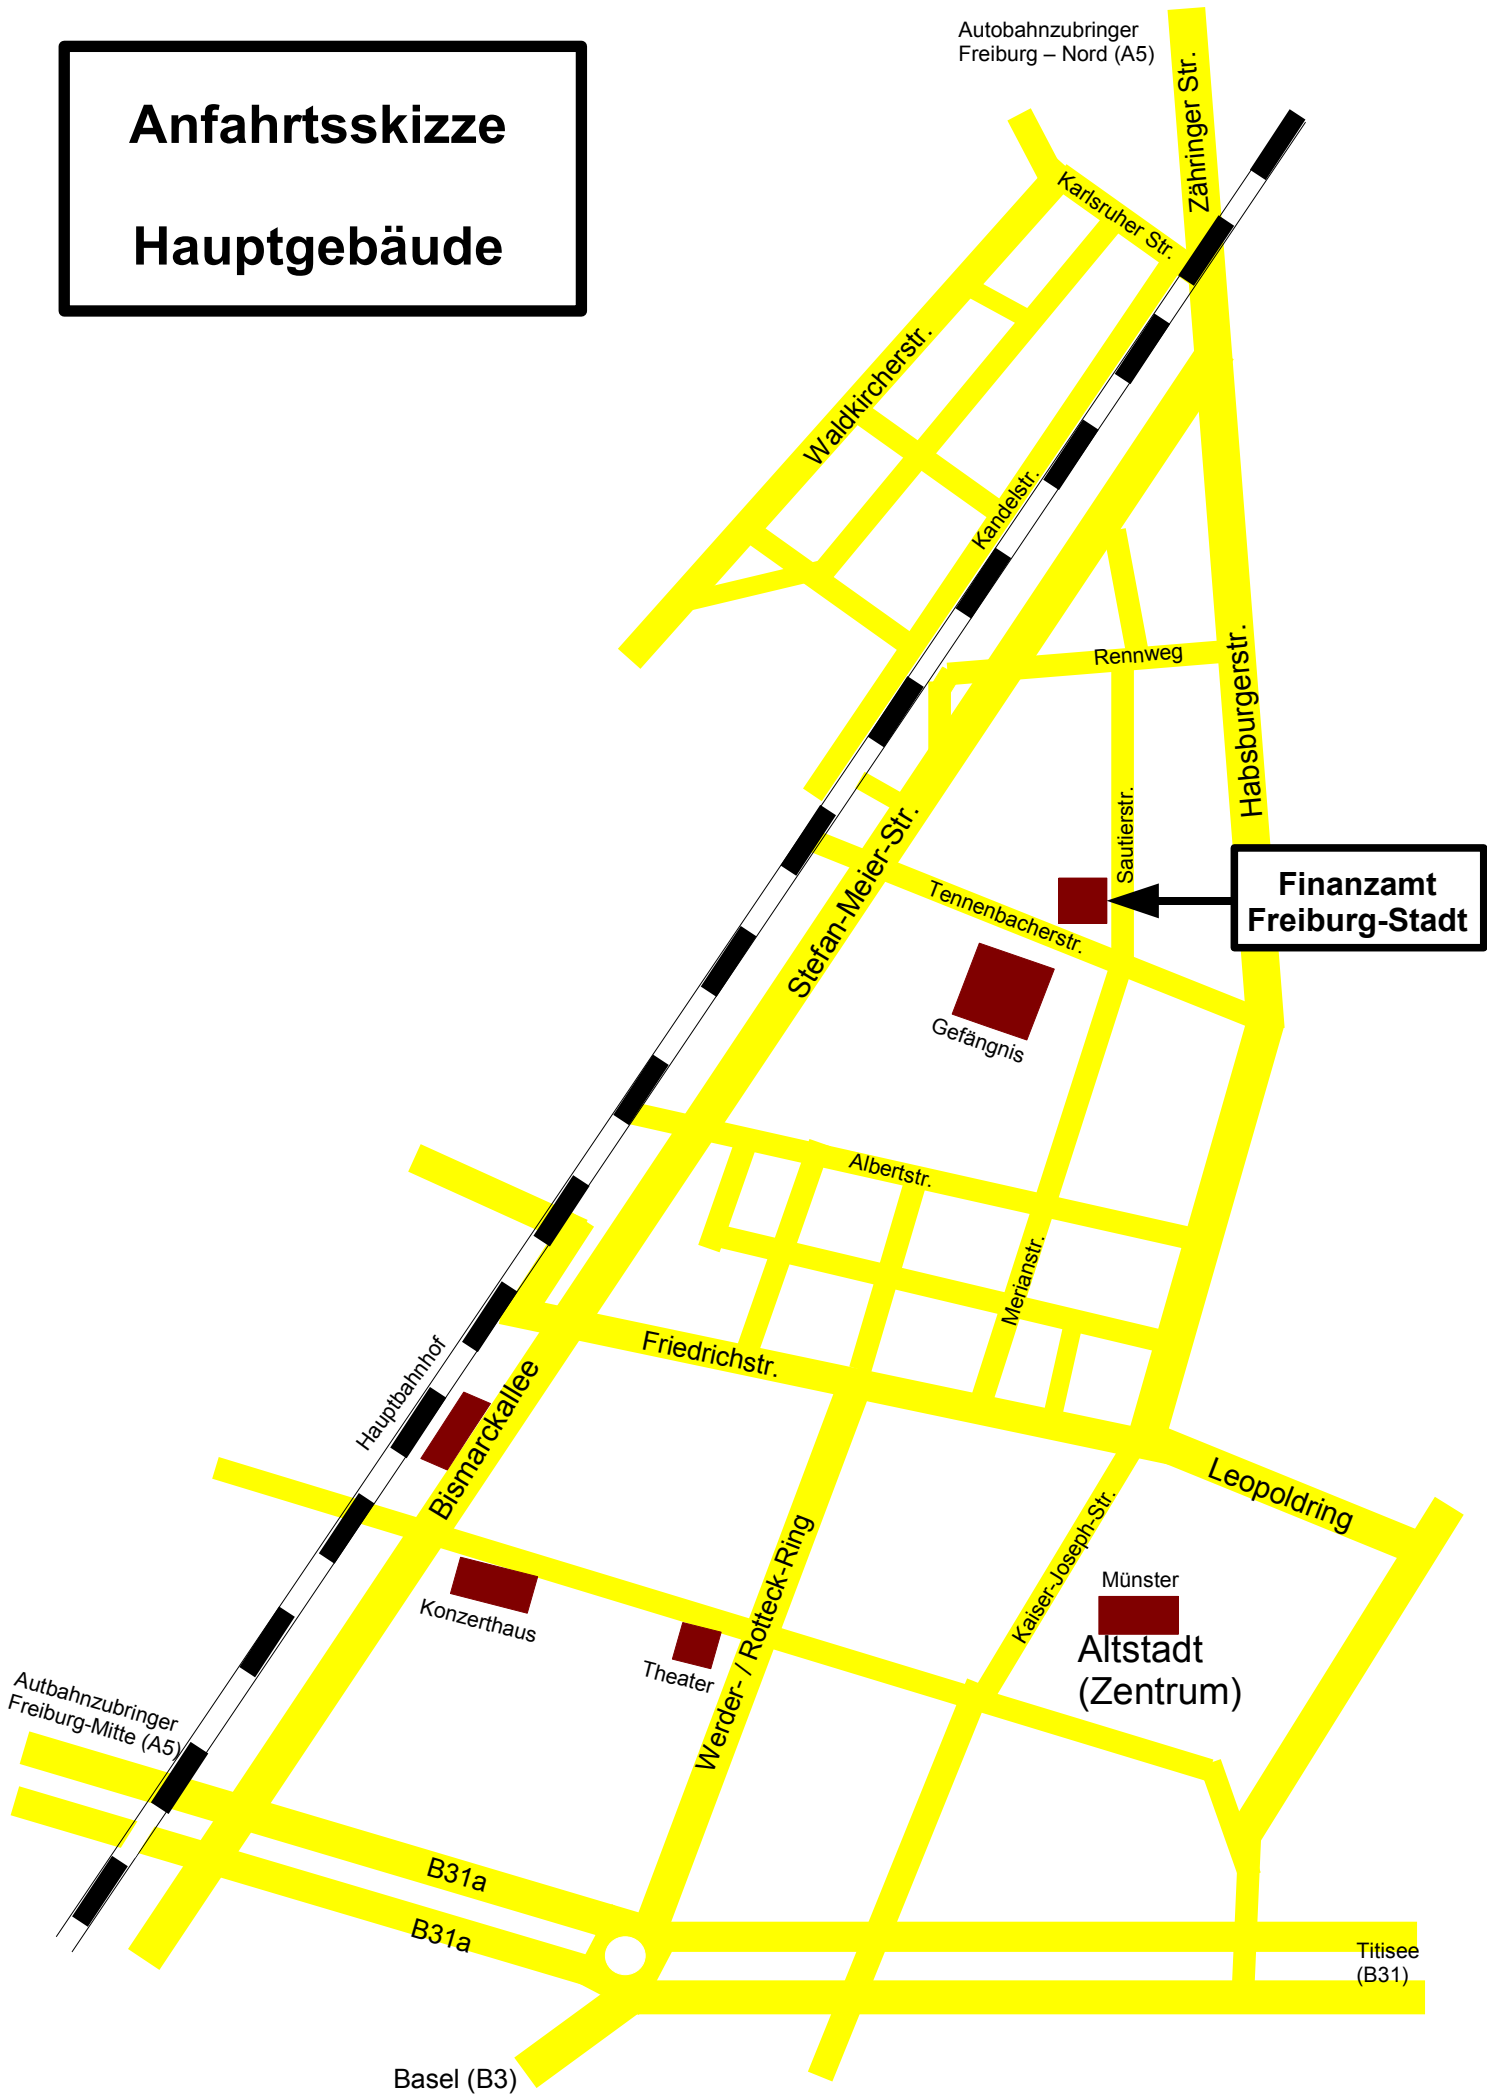 Anfahrtsskizze
Hauptgebäude
Autobahnzubringer
Freiburg – Nord (A5)
Zähringer Str.
Karlsruher Str.
Waldkircherstr.
Kandelstr.
Rennweg
Habsburgerstr.
Sautierstr.
Stefan-Meier-Str.
Tennenbacherstr.
Finanzamt
Freiburg-Stadt
Gefängnis
Albertstr.
Merianstr.
Friedrichstr.
Hauptbahnhof
Bismarckallee
Leopoldring
Kaiser-Joseph-Str.
Werder- / Rotteck-Ring
Konzerthaus
Theater
Münster
Altstadt
(Zentrum)
Autbahnzubringer
Freiburg-Mitte (A5)
B31a
B31a
Titisee
(B31)
Basel (B3)